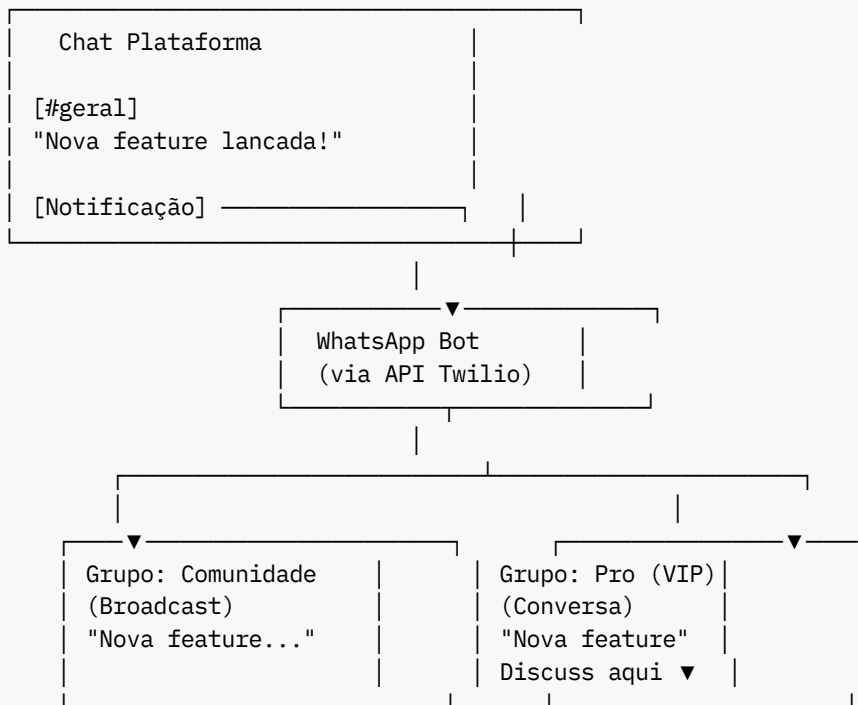 Chat Plataforma
[#geral]
"Nova feature lancada!"
[Notificação]
WhatsApp Bot
(via API Twilio)
Grupo: Comunidade
(Broadcast)
"Nova feature..."
Grupo: Pro (VIP)
(Conversa)
"Nova feature"
Discuss aqui ▼